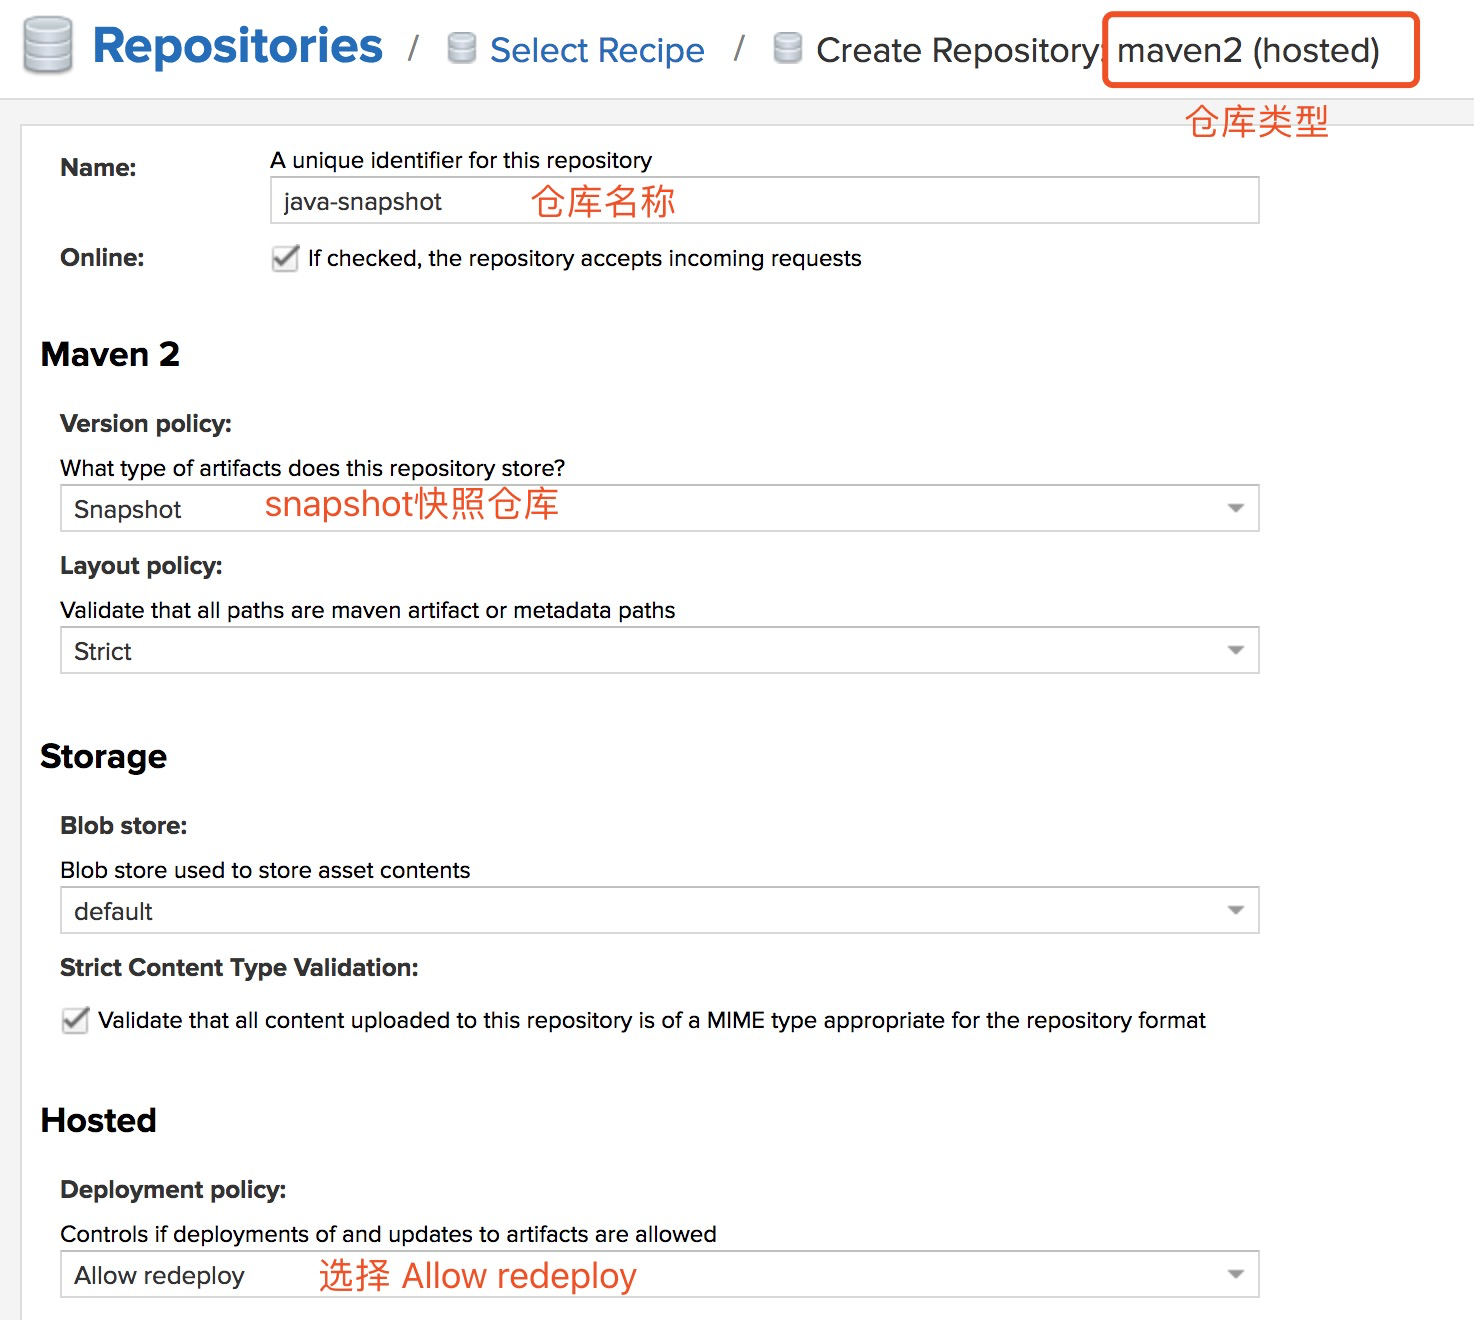 Repositories / Select Recipe / Create Repository: maven2 (hosted)
仓库类型
Name:
A unique identifier for this repository
java-snapshot 仓库名称
Online:
If checked, the repository accepts incoming requests
Maven 2
Version policy:
What type of artifacts does this repository store?
Snapshot snapshot快照仓库
Layout policy:
Validate that all paths are maven artifact or metadata paths
Strict
Storage
Blob store:
Blob store used to store asset contents
default
Strict Content Type Validation:
Validate that all content uploaded to this repository is of a MIME type appropriate for the repository format
Hosted
Deployment policy:
Controls if deployments of and updates to artifacts are allowed
Allow redeploy 选择 Allow redeploy